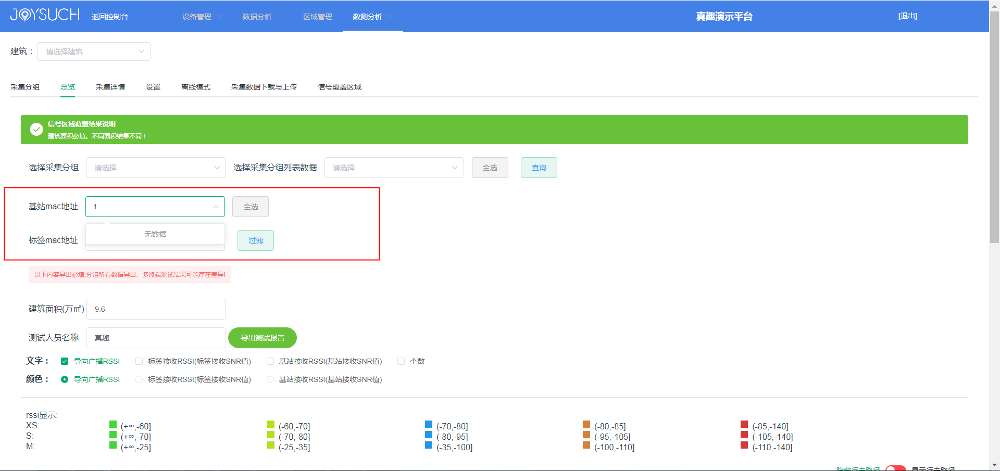 JOYSUCH 返回控制台 设备管理 数据分析 区域管理 数测分析 真趣演示平台 [退出]
建筑： 请选择建筑
采集分组 总览 采集详情 设置 离线模式 采集数据下载与上传 信号覆盖区域
信号区域覆盖结果说明
建筑面积必填。不同面积结果不同！
选择采集分组 请选择 选择采集分组列表数据 请选择 全选 查询
基站mac地址 1 全选
无数据
标签mac地址 过滤
以下内容导出必填,分组所有数据导出、多终端测试结果可能存在差异!
建筑面积(万㎡) 9.6
测试人员名称 真趣 导出测试报告
文字： 导向广播RSSI 标签接收RSSI(标签接收SNR值) 基站接收RSSI(基站接收SNR值) 个数
颜色： 导向广播RSSI 标签接收RSSI(标签接收SNR值) 基站接收RSSI(基站接收SNR值)
rssi显示:
XS: (+∞,-60] (-60,-70] (-70,-80] (-80,-85] (-85,-140]
S: (+∞,-70] (-70,-80] (-80,-95] (-95,-105] (-105,-140]
M: (+∞,-25] (-25,-35] (-35,-100] (-100,-110] (-110,-140]
隐藏行走路径 显示行走路径